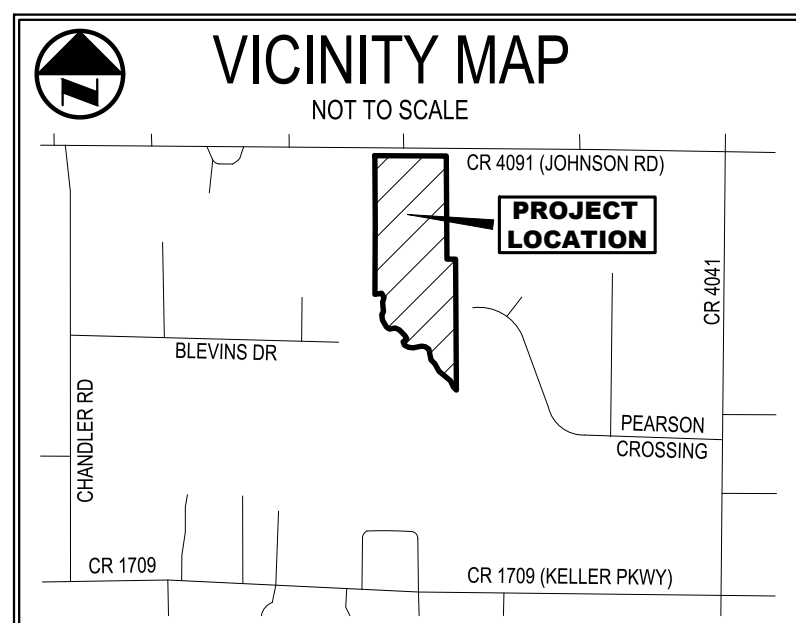 VICINITY MAP
NOT TO SCALE
N
CR 4091 (JOHNSON RD)
PROJECT
LOCATION
CR 4041
BLEVINS DR
CHANDLER RD
PEARSON
CROSSING
CR 1709
CR 1709 (KELLER PKWY)